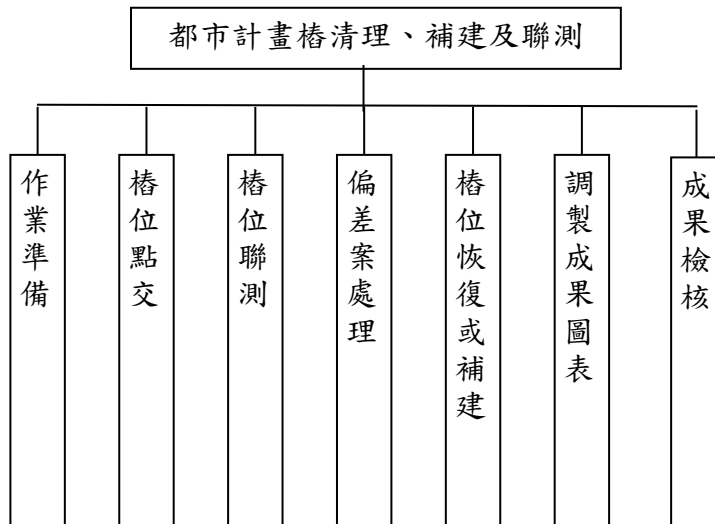 都市計畫樁清理、補建及聯測
作業準備
樁位點交
樁位聯測
偏差案處理
樁位恢復或補建
調製成果圖表
成果檢核